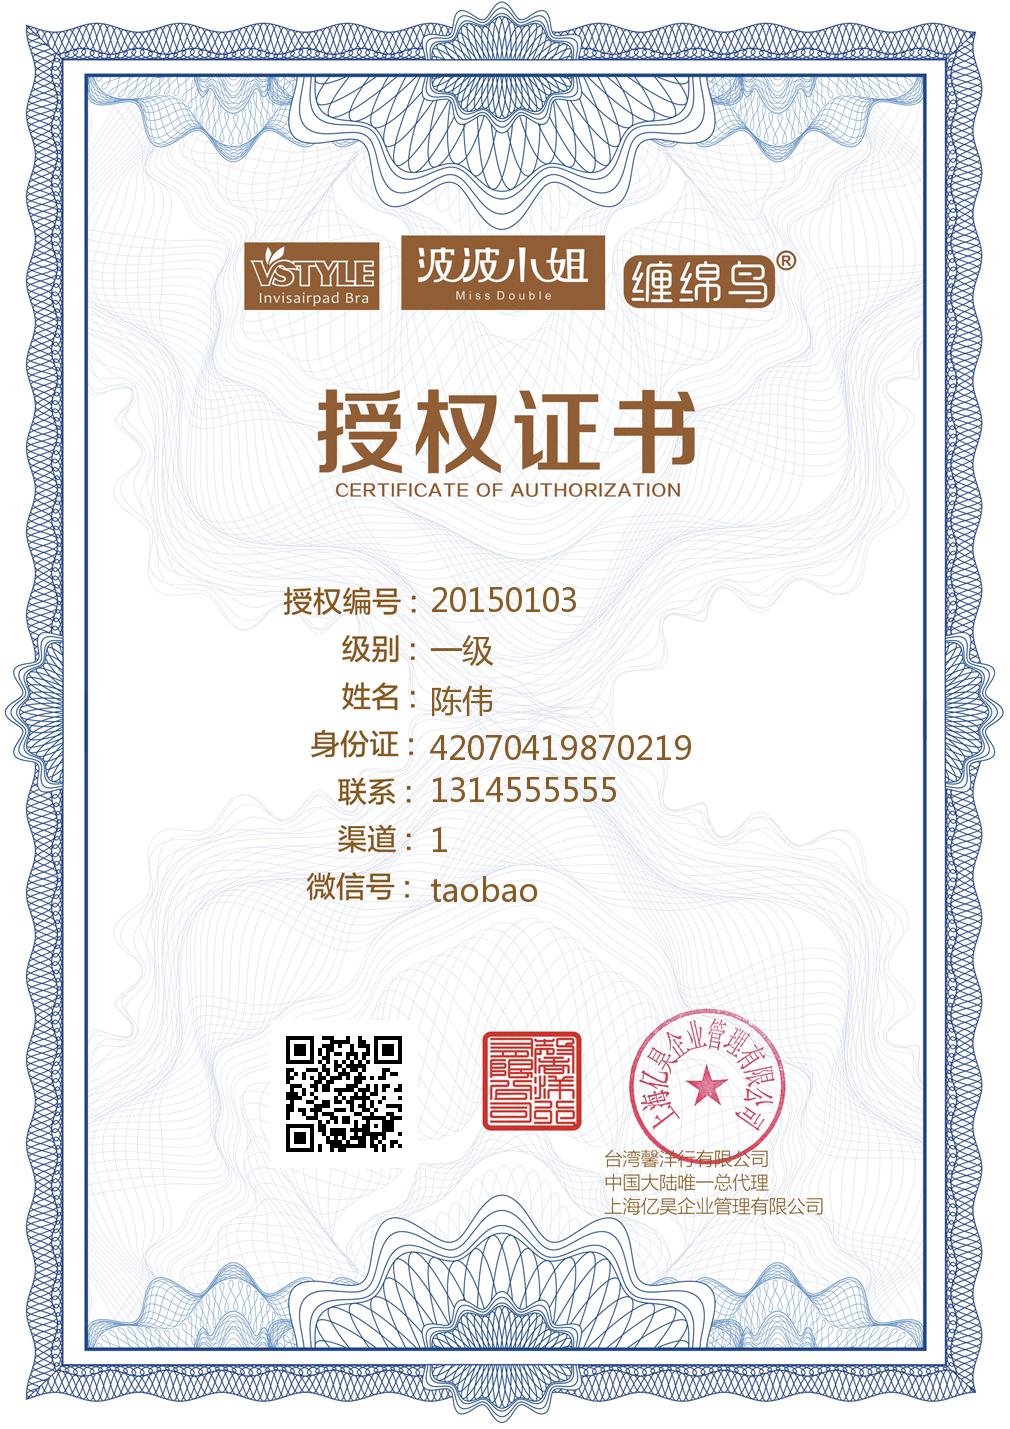 VSTYLE
Invisairpad Bra
波波小姐
Miss Double
缠绵鸟®
授权证书
CERTIFICATE OF AUTHORIZATION
授权编号：20150103
级别：一级
姓名：陈伟
身份证：42070419870219
联系：1314555555
渠道：1
微信号：taobao
上海亿昊企业管理有限公司
台湾馨洋行有限公司
中国大陆唯一总代理
上海亿昊企业管理有限公司